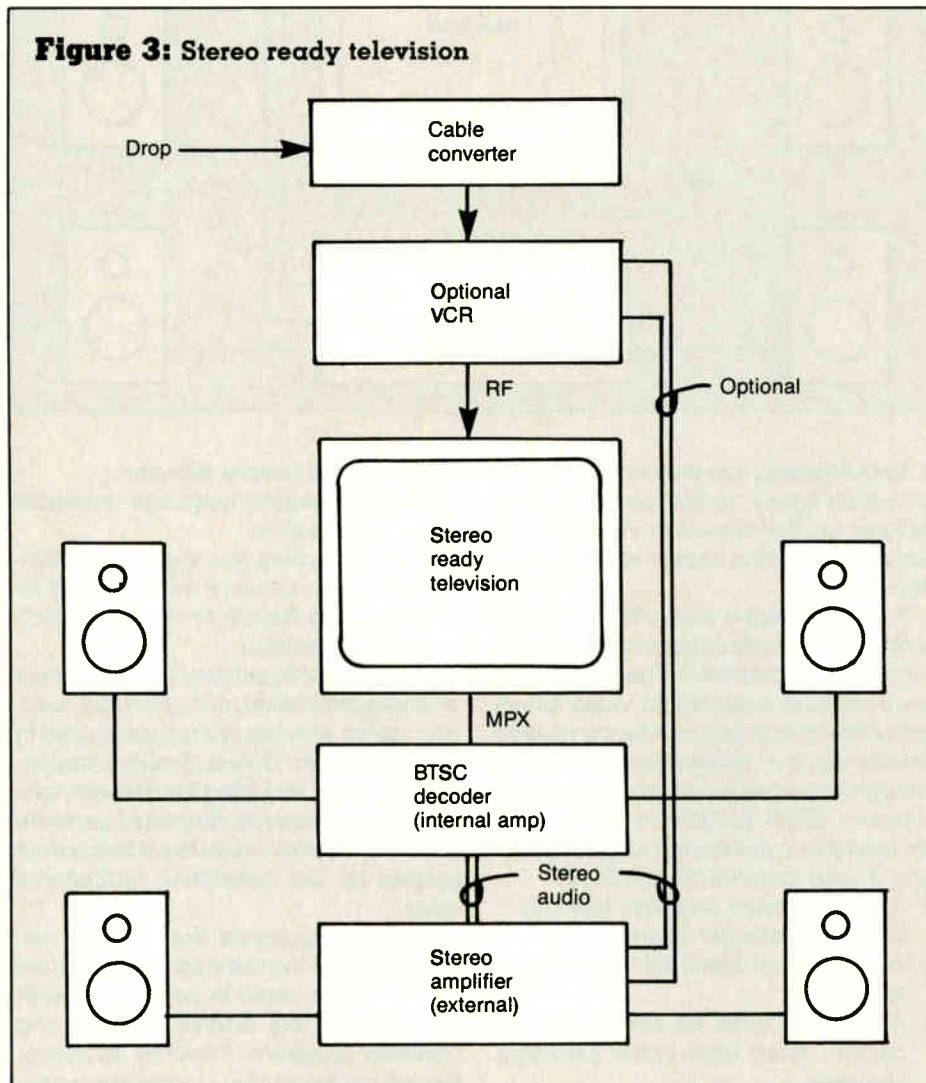 Figure 3: Stereo ready television
Cable
converter
Drop
Optional
VCR
RF
Optional
Stereo
ready
television
MPX
BTSC
decoder
(internal amp)
Stereo
audio
Stereo
amplifier
(external)